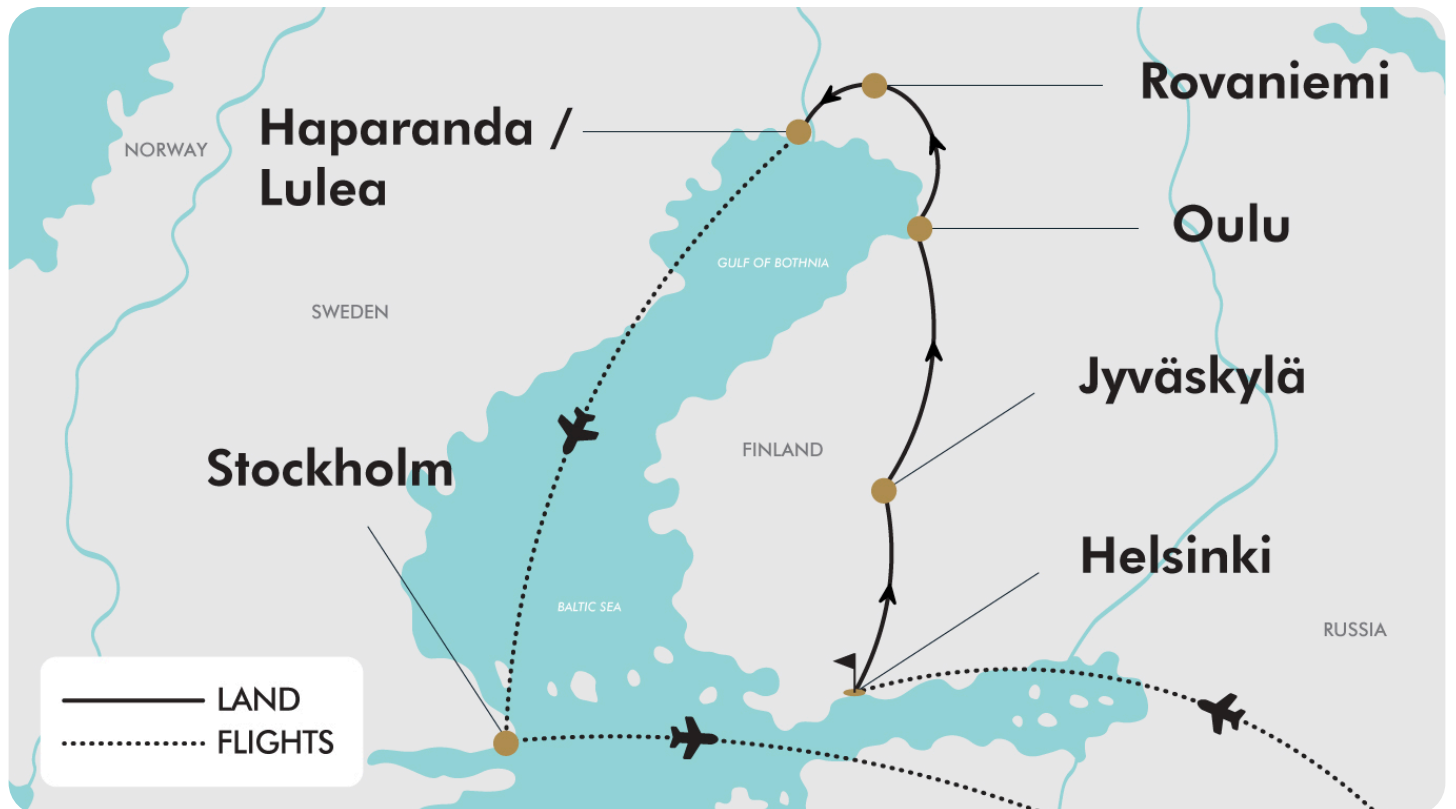 Rovaniemi
Haparanda /
Lulea
NORWAY
Oulu
GULF OF BOTHNIA
SWEDEN
Jyväskylä
FINLAND
Stockholm
Helsinki
BALTIC SEA
RUSSIA
LAND
FLIGHTS